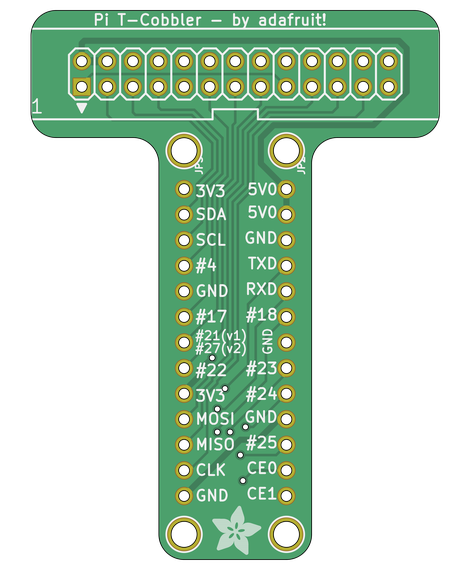 Pi T-Cobbler - by adafruit!
1
JP3 JP2
3V3 5V0
SDA 5V0
SCL GND
#4 TXD
GND RXD
#17 #18
#21(v1)
#27(v2) GND
#22 #23
3V3 #24
MOSI GND
MISO #25
CLK CE0
GND CE1